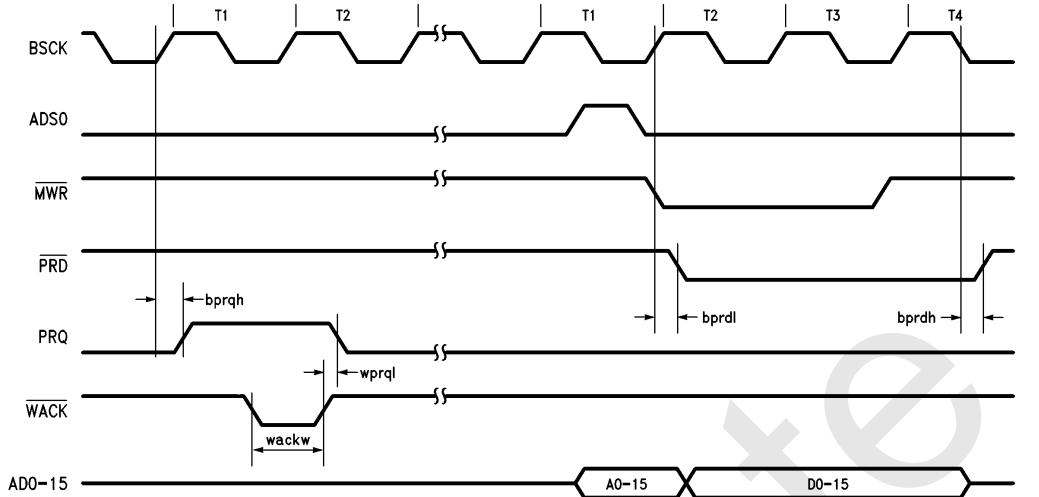 T1 T2 T1 T2 T3 T4
BSCK
ADS0
MWR
PRD
bprqh bprdl bprdh
PRQ
wprql
WACK
wackw
AD0-15 A0-15 D0-15
te